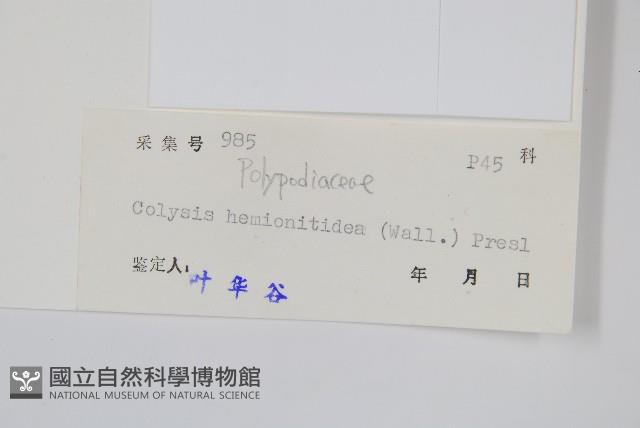 采集号 985 P45 科
Polypodiaceae
Colysis hemionitidea (Wall.) Presl
鉴定人: 叶华谷 年 月 日
國立自然科學博物館
NATIONAL MUSEUM OF NATURAL SCIENCE